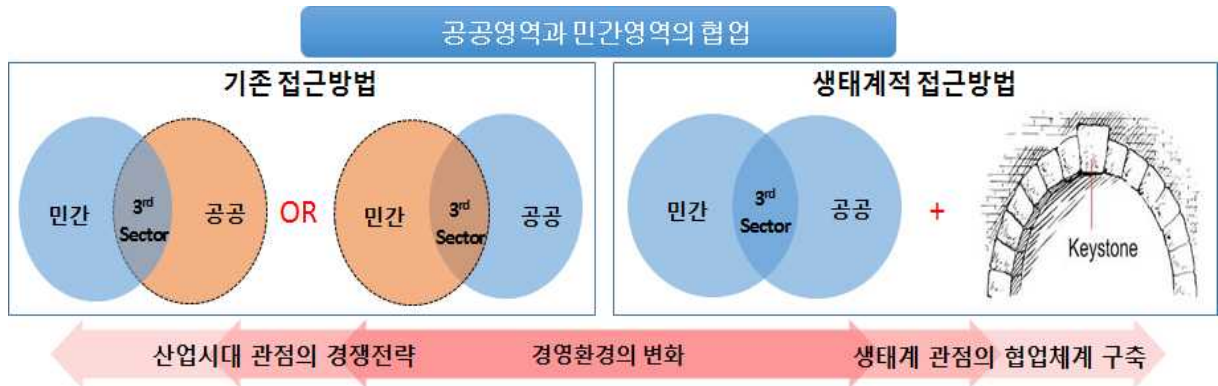 공공영역과 민간영역의 협업
기존 접근방법
민간
3rd
Sector
공공
OR
민간
3rd
Sector
공공
생태계적 접근방법
민간
3rd
Sector
공공
+
Keystone
산업시대 관점의 경쟁전략
경영환경의 변화
생태계 관점의 협업체계 구축